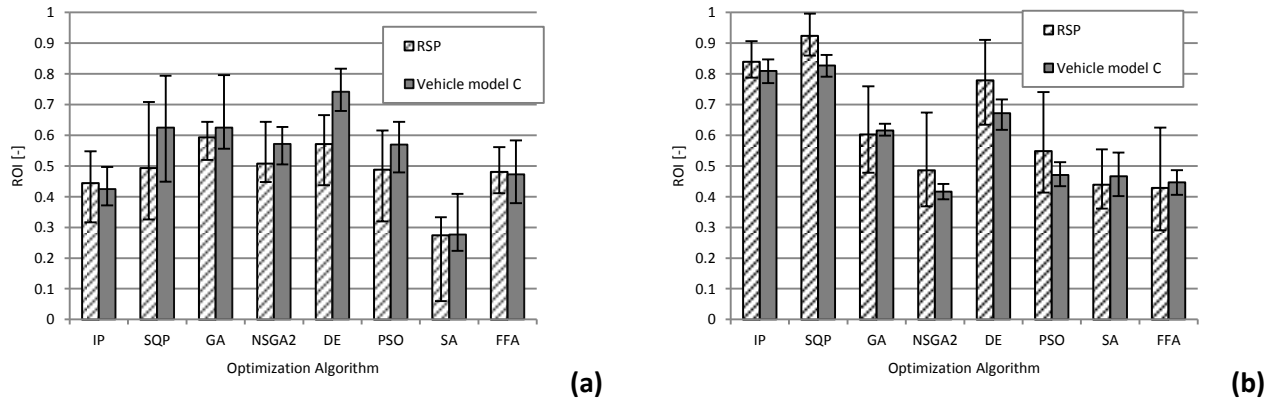 1
0.9
0.8
0.7
0.6
0.5
0.4
0.3
0.2
0.1
0
ROI [-]
RSP
Vehicle model C
IP SQP GA NSGA2 DE PSO SA FFA
Optimization Algorithm
(a)
1
0.9
0.8
0.7
0.6
0.5
0.4
0.3
0.2
0.1
0
ROI [-]
RSP
Vehicle model C
IP SQP GA NSGA2 DE PSO SA FFA
Optimization Algorithm
(b)